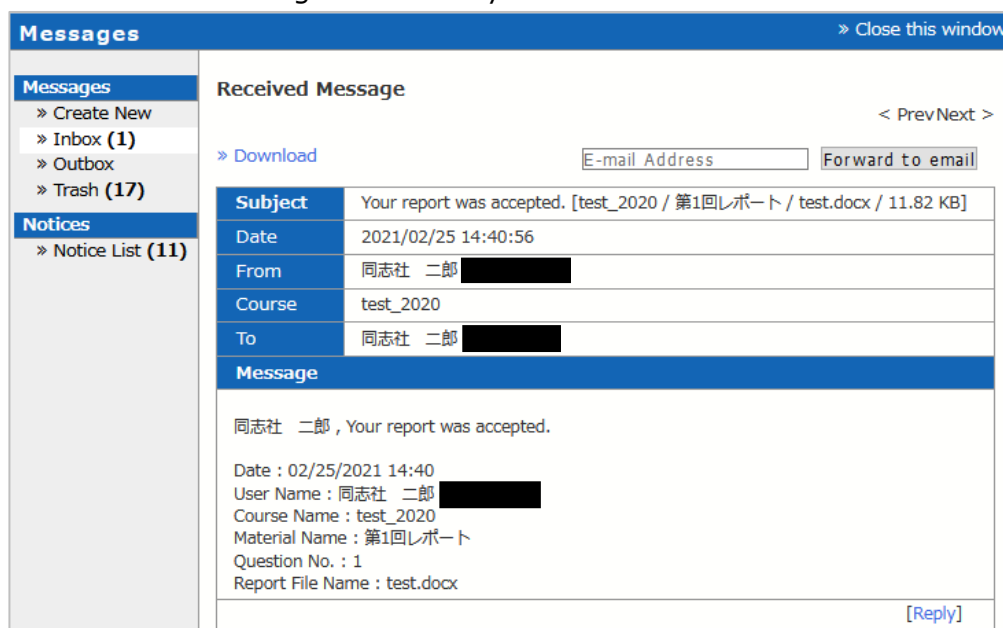 Messages
» Close this window
Messages
» Create New
» Inbox (1)
» Outbox
» Trash (17)
Notices
» Notice List (11)
Received Message
< PrevNext >
» Download
E-mail Address
Forward to email
Subject Your report was accepted. [test_2020 / 第1回レポート / test.docx / 11.82 KB]
Date 2021/02/25 14:40:56
From 同志社 二郎
Course test_2020
To 同志社 二郎
Message
同志社 二郎 , Your report was accepted.
Date : 02/25/2021 14:40
User Name : 同志社 二郎
Course Name : test_2020
Material Name : 第1回レポート
Question No. : 1
Report File Name : test.docx
[Reply]